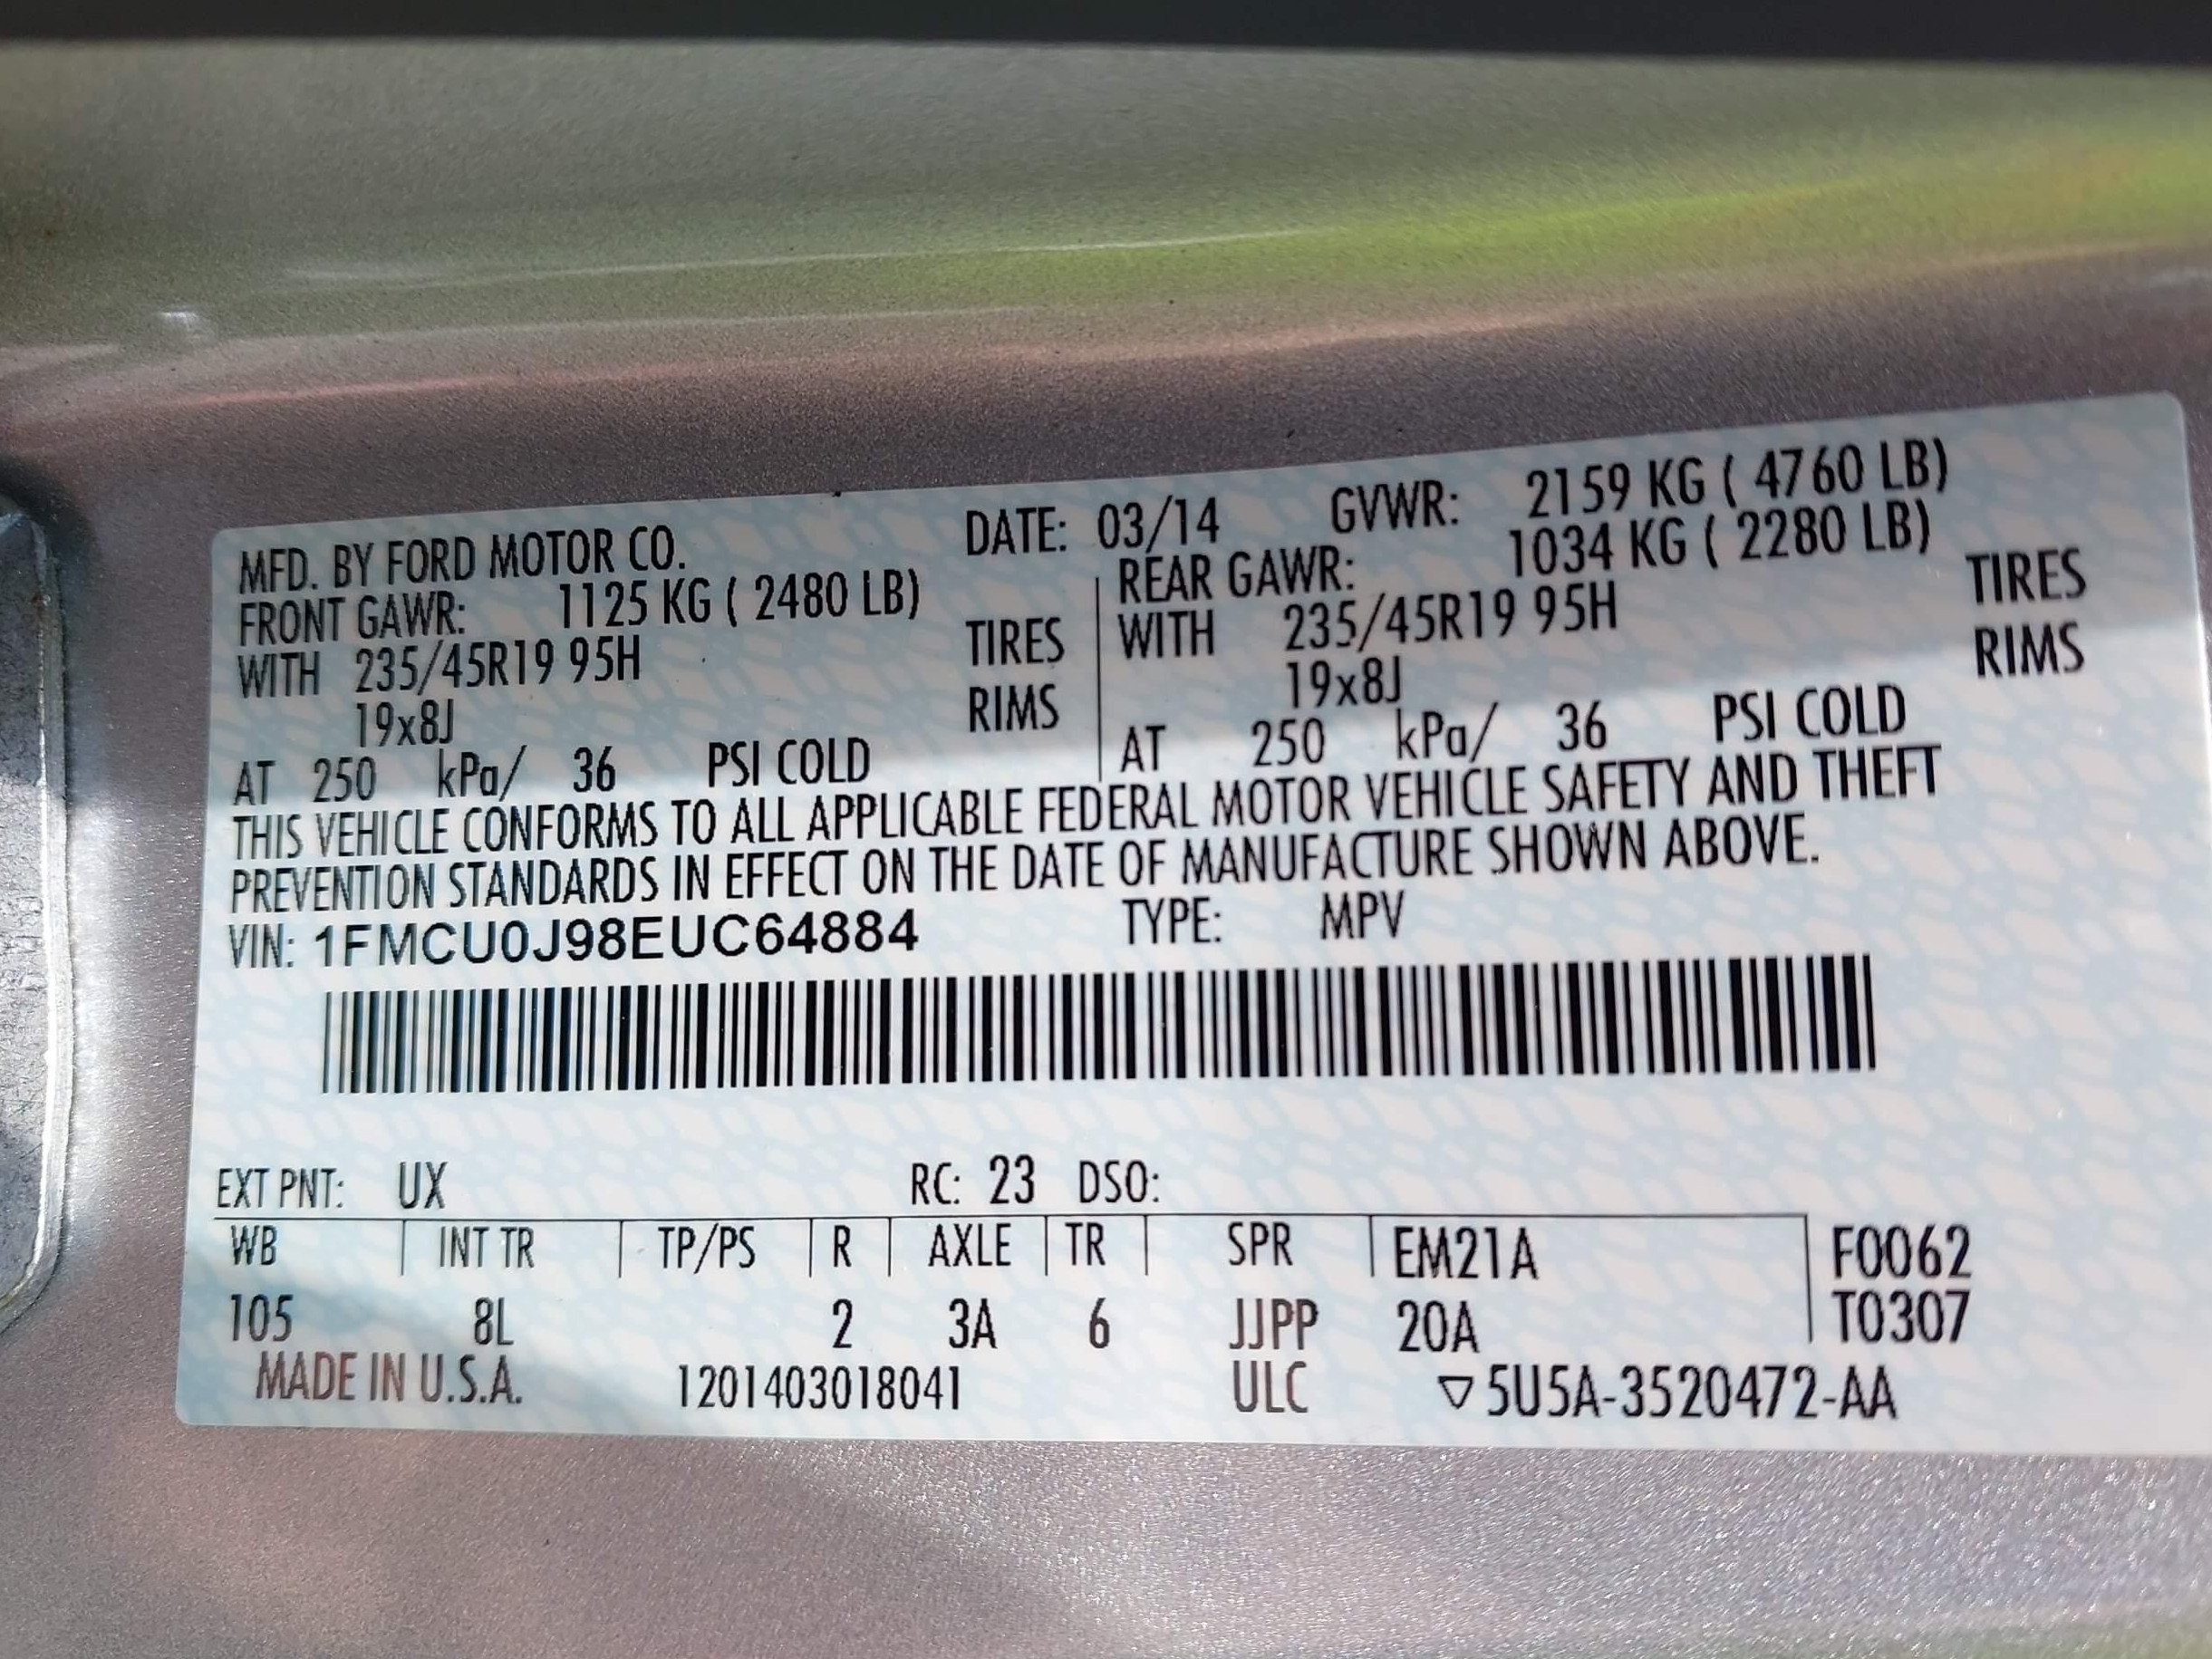 MFD. BY FORD MOTOR CO. DATE: 03/14 GVWR: 2159 KG ( 4760 LB)
FRONT GAWR: 1125 KG ( 2480 LB) REAR GAWR: 1034 KG ( 2280 LB)
WITH 235/45R19 95H TIRES WITH 235/45R19 95H TIRES
19x8J RIMS 19x8J RIMS
AT 250 kPa/ 36 PSI COLD AT 250 kPa/ 36 PSI COLD
THIS VEHICLE CONFORMS TO ALL APPLICABLE FEDERAL MOTOR VEHICLE SAFETY AND THEFT
PREVENTION STANDARDS IN EFFECT ON THE DATE OF MANUFACTURE SHOWN ABOVE.
VIN: 1FMCU0J98EUC64884 TYPE: MPV
EXT PNT: UX RC: 23 DSO:
WB INT TR TP/PS R AXLE TR SPR EM21A F0062
105 8L 2 3A 6 JJPP 20A T0307
MADE IN U.S.A. 1201403018041 ULC ▽5U5A-3520472-AA